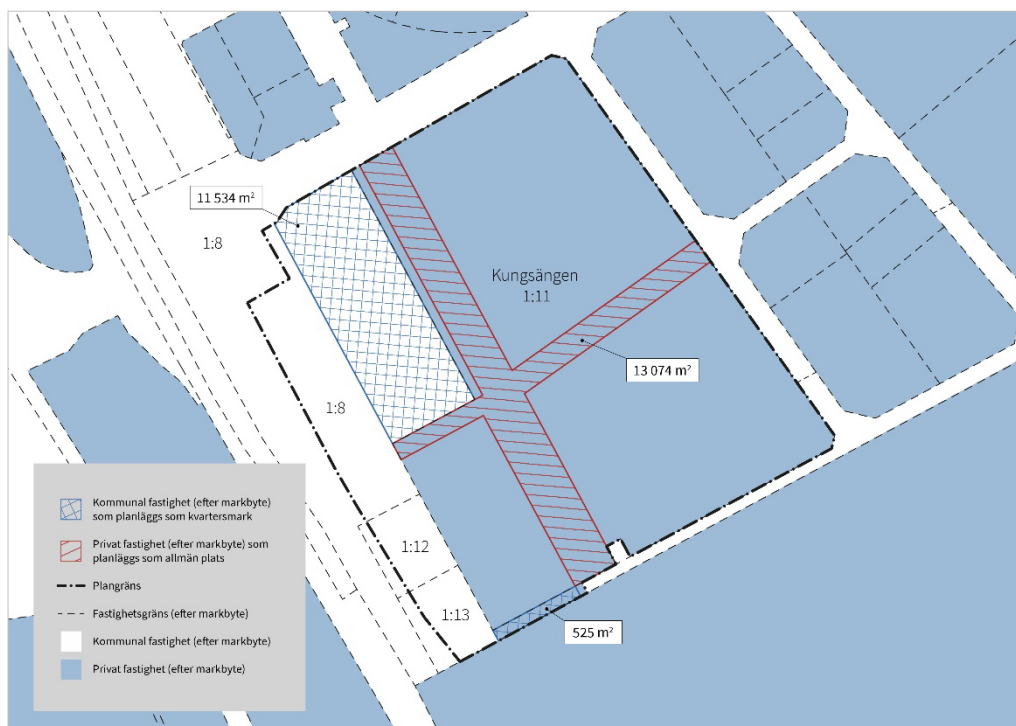 11 534 m²
1:8
Kungsängen
1:11
13 074 m²
1:8
1:12
1:13
525 m²
Kommunal fastighet (efter markbyte)
som planläggs som kvartersmark
Privat fastighet (efter markbyte) som
planläggs som allmän plats
Plangräns
Fastighetsgräns (efter markbyte)
Kommunal fastighet (efter markbyte)
Privat fastighet (efter markbyte)